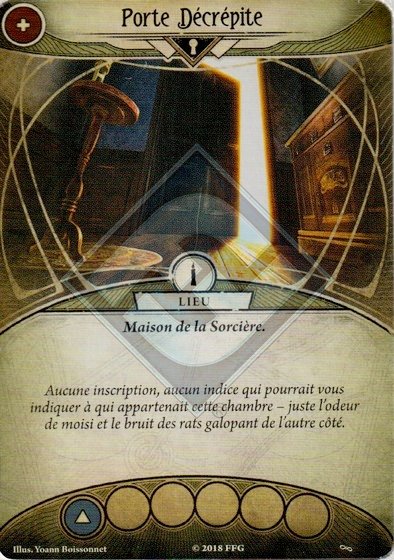 Porte Décrépite
LIEU
Maison de la Sorcière.
Aucune inscription, aucun indice qui pourrait vous
indiquer à qui appartenait cette chambre – juste l'odeur
de moisi et le bruit des rats galopant de l'autre côté.
Illus. Yoann Boissonnet
© 2018 FFG